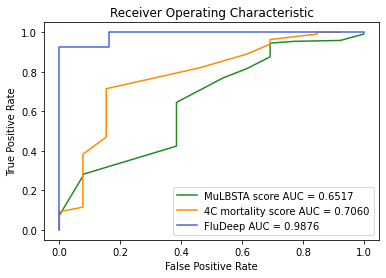 Receiver Operating Characteristic
True Positive Rate
1.0
0.8
0.6
0.4
0.2
0.0
MuLBSTA score AUC = 0.6517
4C mortality score AUC = 0.7060
FluDeep AUC = 0.9876
0.0 0.2 0.4 0.6 0.8 1.0
False Positive Rate